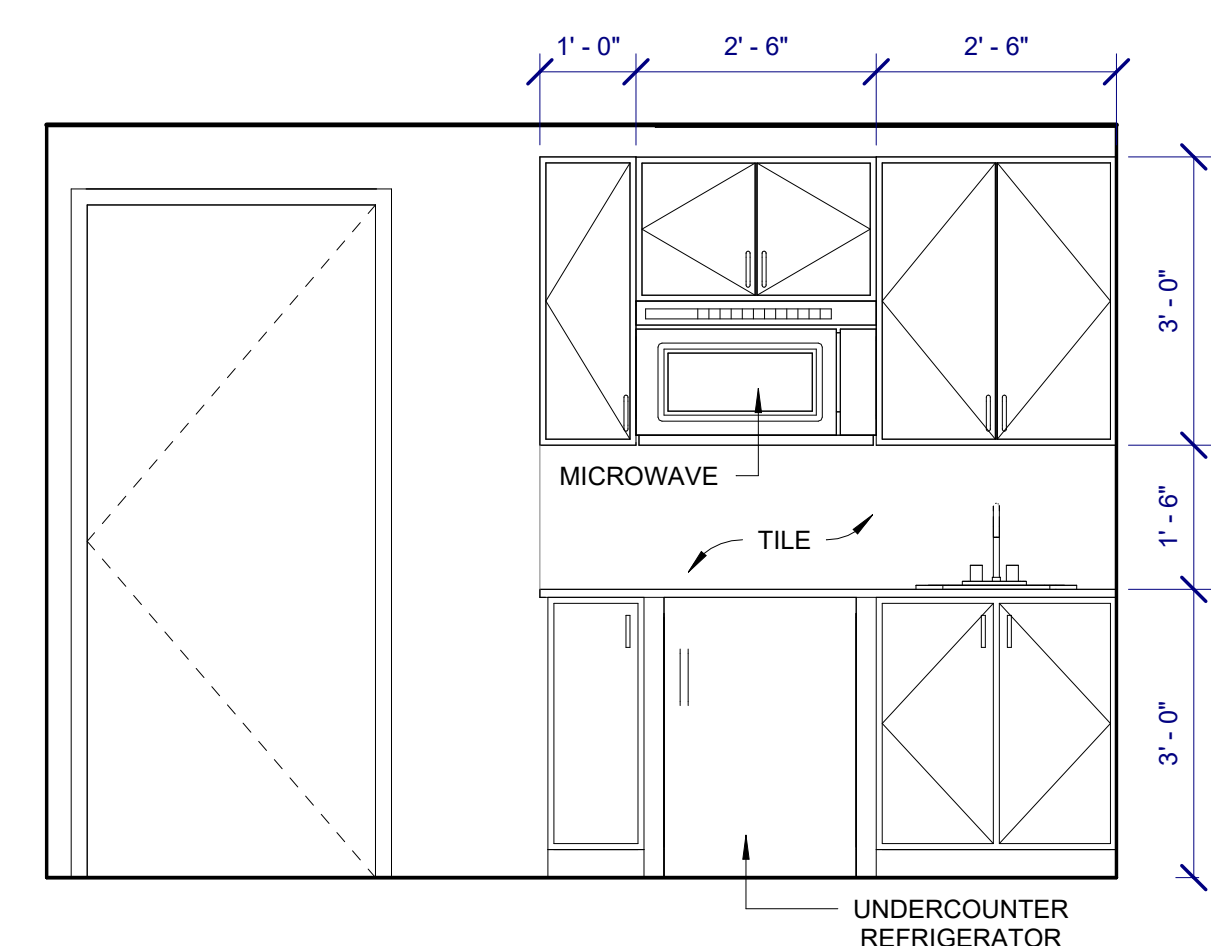 1' - 0"
2' - 6"
2' - 6"
3' - 0"
MICROWAVE
1' - 6"
TILE
3' - 0"
UNDERCOUNTER
REFRIGERATOR